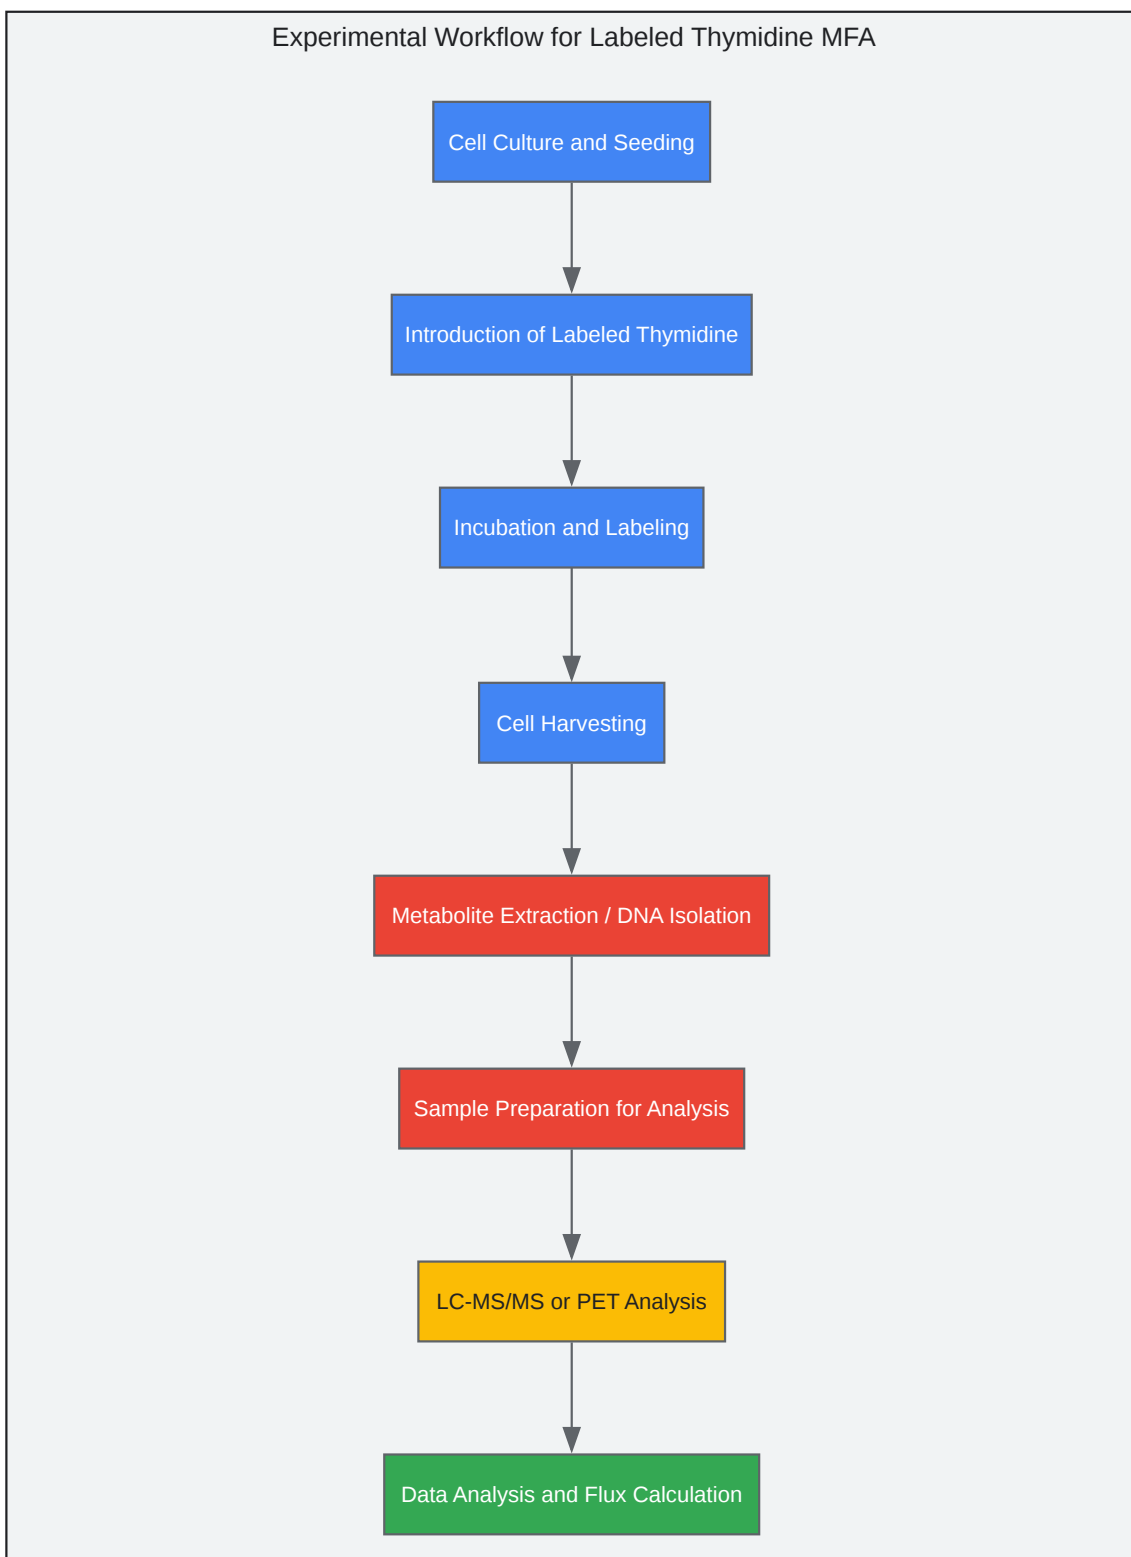 Experimental Workflow for Labeled Thymidine MFA
Cell Culture and Seeding
Introduction of Labeled Thymidine
Incubation and Labeling
Cell Harvesting
Metabolite Extraction / DNA Isolation
Sample Preparation for Analysis
LC-MS/MS or PET Analysis
Data Analysis and Flux Calculation